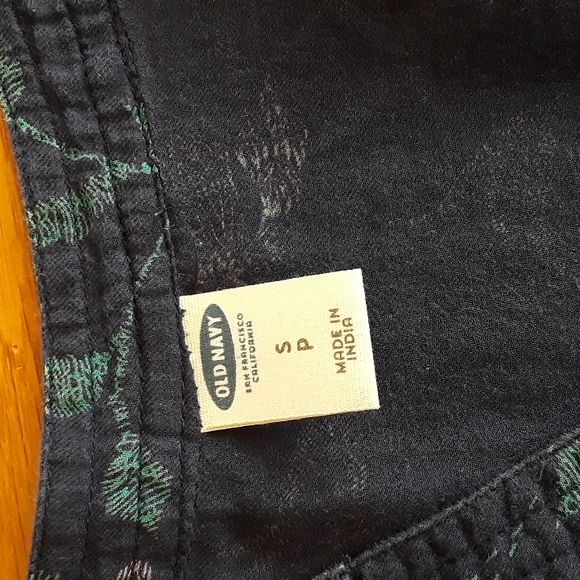 OLD NAVY
SAN FRANCISCO
CALIFORNIA
S
P
MADE IN
INDIA